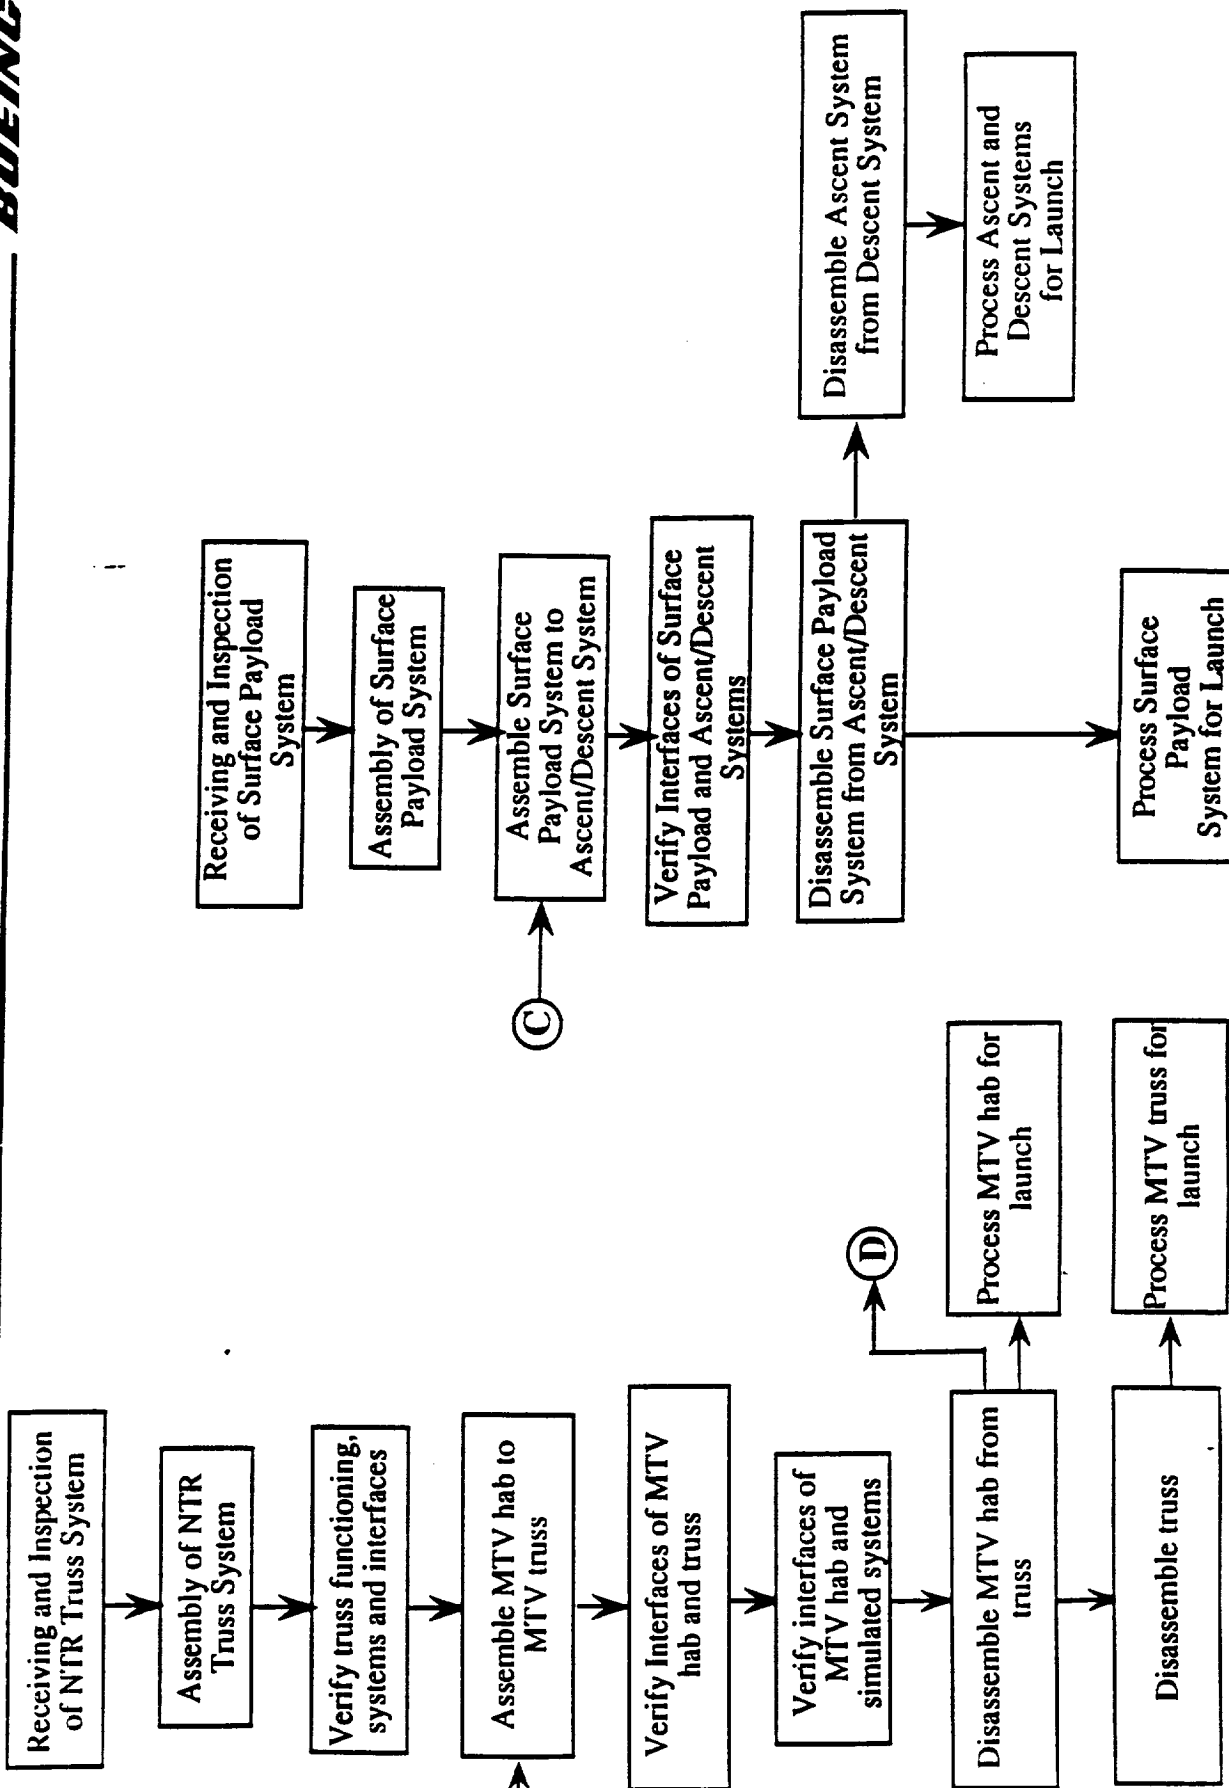 BOEING
Receiving and Inspection
of NTR Truss System
Assembly of NTR
Truss System
Verify truss functioning,
systems and interfaces
Assemble MTV hab to
MTV truss
Verify Interfaces of MTV
hab and truss
Verify interfaces of
MTV hab and
simulated systems
Disassemble MTV hab from
truss
D
Process MTV hab for
launch
Disassemble truss
Process MTV truss for
launch
Receiving and Inspection
of Surface Payload
System
Assembly of Surface
Payload System
C
Assemble Surface
Payload System to
Ascent/Descent System
Verify Interfaces of Surface
Payload and Ascent/Descent
Systems
Disassemble Surface Payload
System from Ascent/Descent
System
Disassemble Ascent System
from Descent System
Process Ascent and
Descent Systems
for Launch
Process Surface
Payload
System for Launch